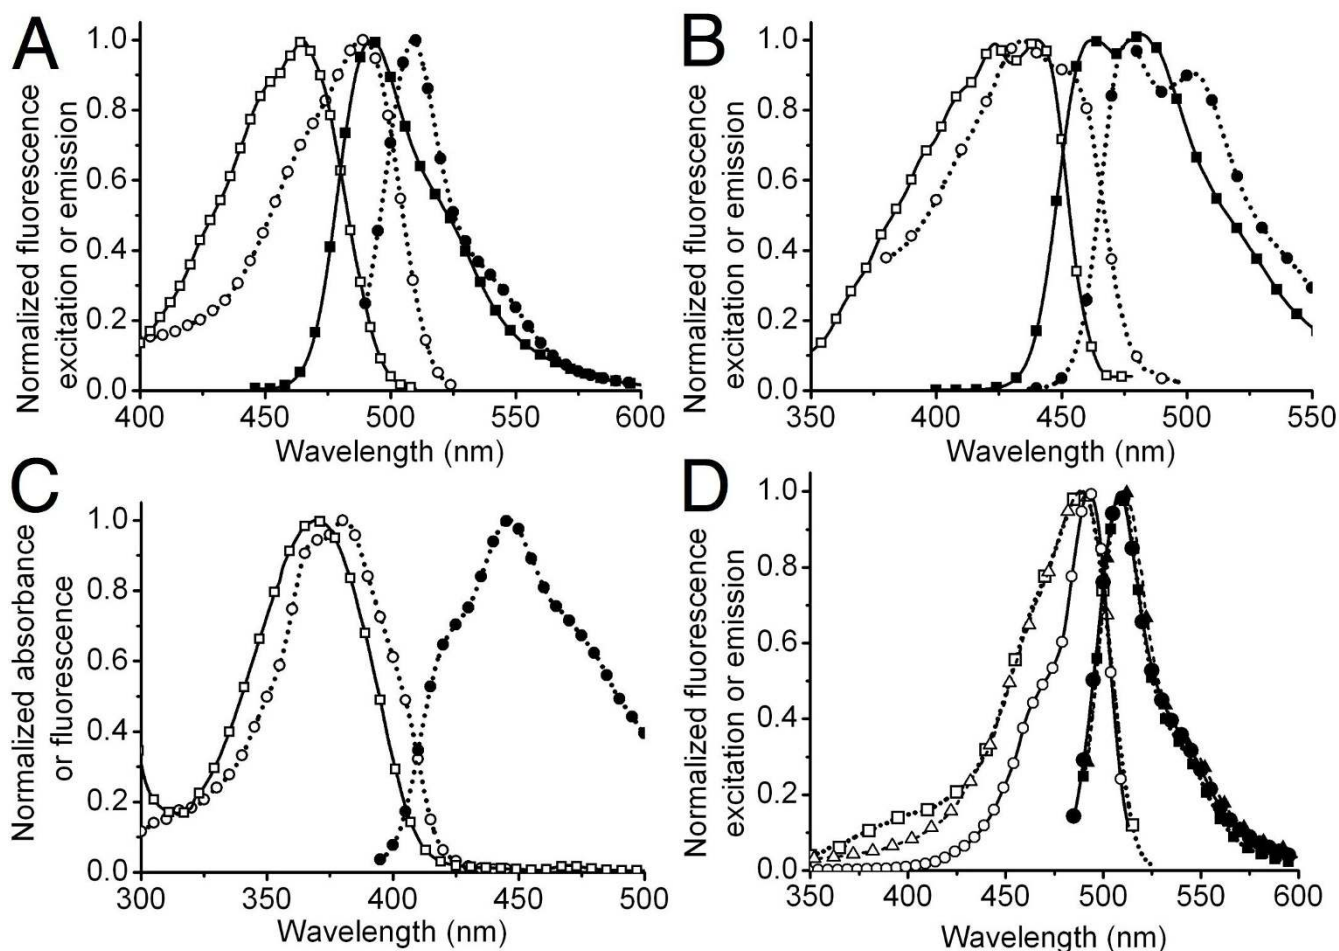 A
Normalized fluorescence
excitation or emission
1.0
0.8
0.6
0.4
0.2
0.0
400 450 500 550 600
Wavelength (nm)
B
Normalized fluorescence
excitation or emission
1.0
0.8
0.6
0.4
0.2
0.0
350 400 450 500 550
Wavelength (nm)
C
Normalized absorbance
or fluorescence
1.0
0.8
0.6
0.4
0.2
0.0
300 350 400 450 500
Wavelength (nm)
D
Normalized fluorescence
excitation or emission
1.0
0.8
0.6
0.4
0.2
0.0
350 400 450 500 550 600
Wavelength (nm)